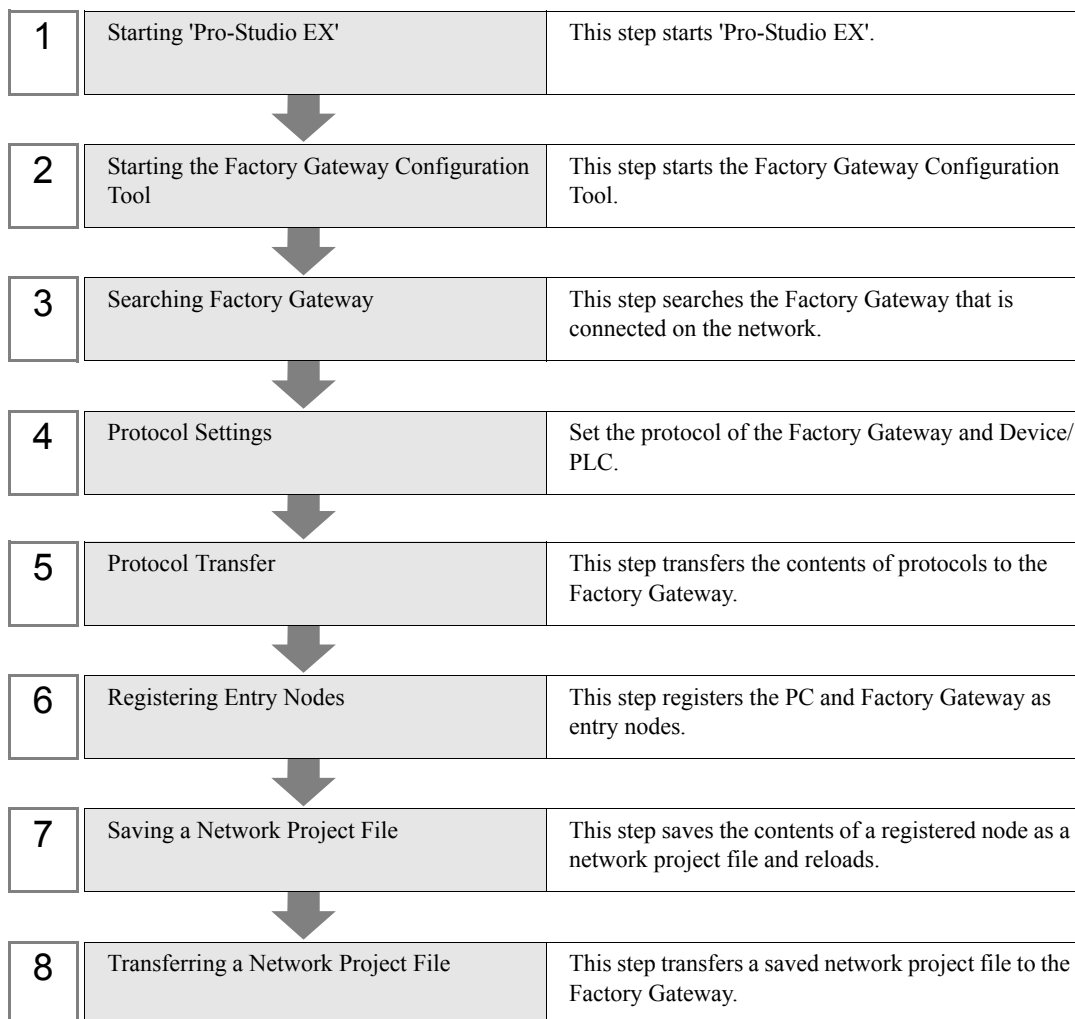 1
Starting 'Pro-Studio EX'
This step starts 'Pro-Studio EX'.
2
Starting the Factory Gateway Configuration
Tool
This step starts the Factory Gateway Configuration
Tool.
3
Searching Factory Gateway
This step searches the Factory Gateway that is
connected on the network.
4
Protocol Settings
Set the protocol of the Factory Gateway and Device/
PLC.
5
Protocol Transfer
This step transfers the contents of protocols to the
Factory Gateway.
6
Registering Entry Nodes
This step registers the PC and Factory Gateway as
entry nodes.
7
Saving a Network Project File
This step saves the contents of a registered node as a
network project file and reloads.
8
Transferring a Network Project File
This step transfers a saved network project file to the
Factory Gateway.